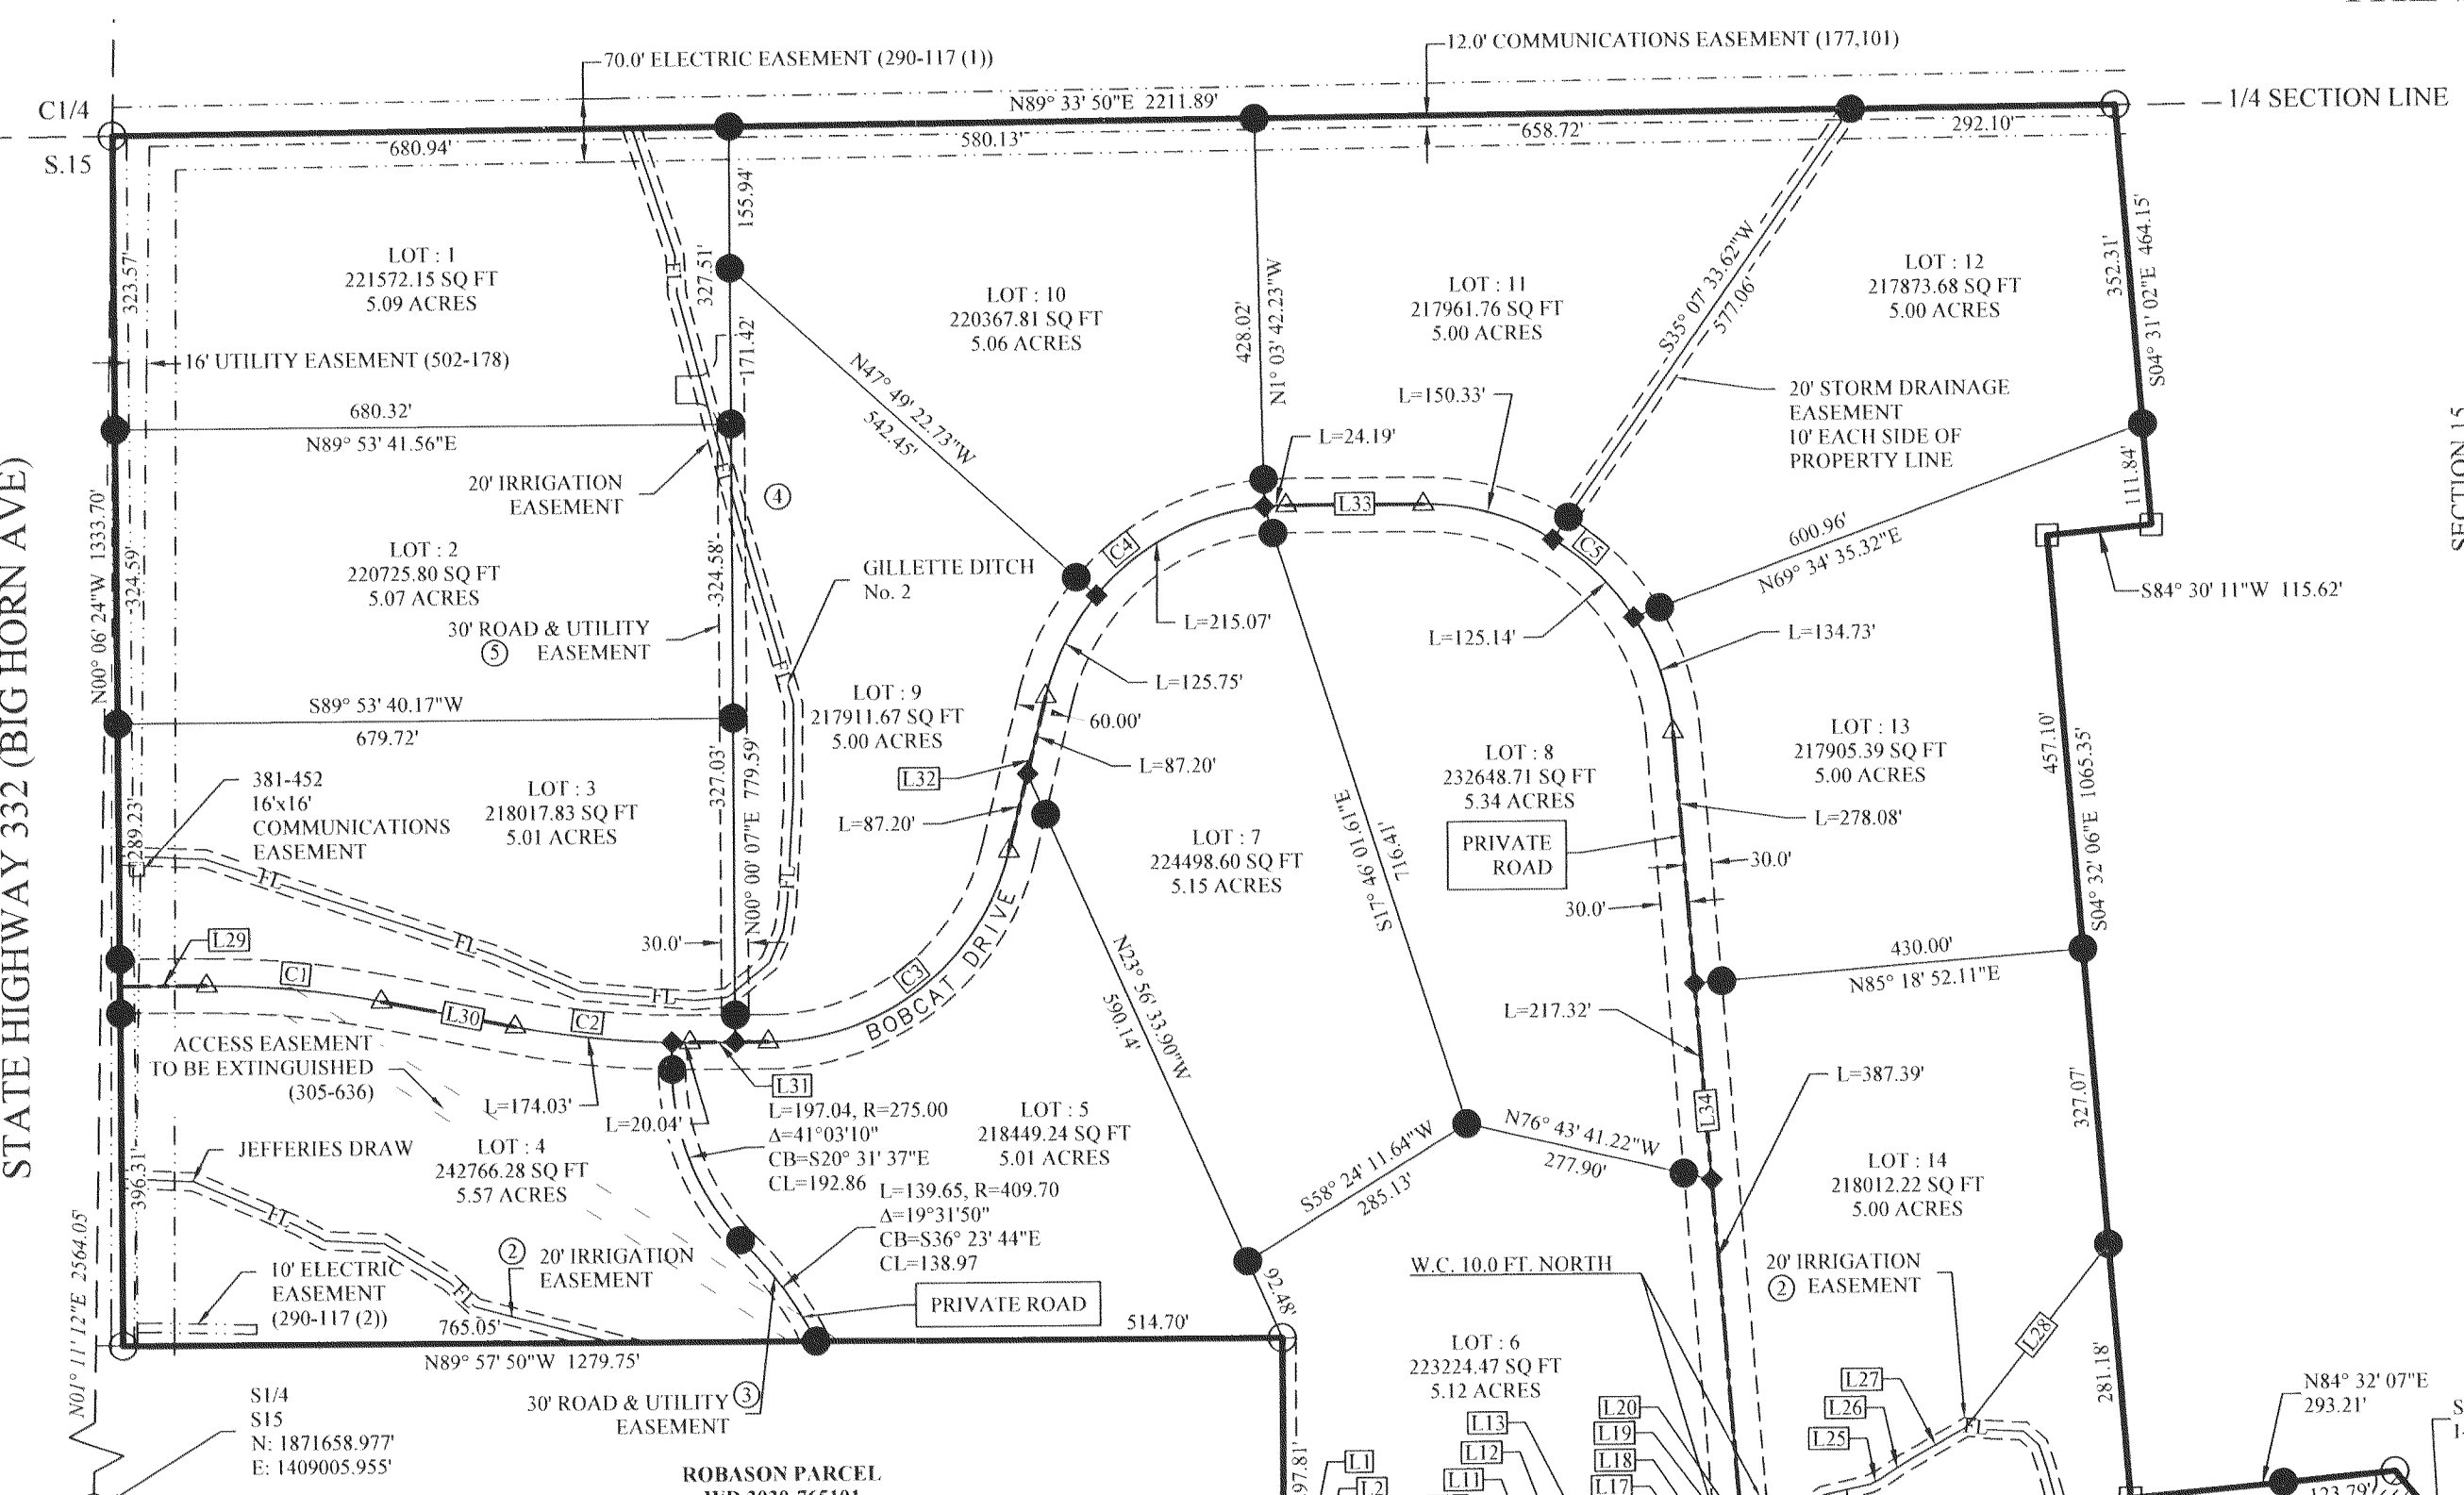 70.0' ELECTRIC EASEMENT (290-117 (1))
12.0' COMMUNICATIONS EASEMENT (177,101)
C1/4
S.15
N89° 33' 50"E 2211.89'
1/4 SECTION LINE
680.94'
580.13'
658.72'
292.10'
STATE HIGHWAY 332 (BIG HORN AVE)
N00° 06' 24"W 1333.70'
323.57'
324.59'
289.23'
396.31'
N01° 11' 12"E 2564.05'
LOT : 1
221572.15 SQ FT
5.09 ACRES
16' UTILITY EASEMENT (502-178)
680.32'
N89° 53' 41.56"E
155.94'
327.51'
171.42'
FL
20' IRRIGATION
EASEMENT
FL
4
LOT : 2
220725.80 SQ FT
5.07 ACRES
324.58'
30' ROAD & UTILITY
5 EASEMENT
GILLETTE DITCH
No. 2
FL
S89° 53' 40.17"W
679.72'
381-452
16'x16'
COMMUNICATIONS
EASEMENT
LOT : 3
218017.83 SQ FT
5.01 ACRES
327.03'
N00° 00' 07"E 779.59'
FL
FL
FL
FL
30.0'
LOT : 10
220367.81 SQ FT
5.06 ACRES
N47° 49' 22.73"W
542.45'
428.02'
N1° 03' 42.23"W
LOT : 11
217961.76 SQ FT
5.00 ACRES
L=150.33'
L=24.19'
L33
S35° 07' 33.62"W
577.06'
LOT : 12
217873.68 SQ FT
5.00 ACRES
352.31'
S04° 31' 02"E 464.15'
20' STORM DRAINAGE
EASEMENT
10' EACH SIDE OF
PROPERTY LINE
111.84'
SECTION 15
S84° 30' 11"W 115.62'
600.96'
N69° 34' 35.32"E
C4
C5
L=215.07'
L=125.14'
L=134.73'
L=125.75'
60.00'
L=87.20'
L32
L=87.20'
LOT : 9
217911.67 SQ FT
5.00 ACRES
LOT : 7
224498.60 SQ FT
5.15 ACRES
S17° 46' 01.61"E
716.41'
LOT : 8
232648.71 SQ FT
5.34 ACRES
PRIVATE
ROAD
30.0'
30.0'
L=278.08'
LOT : 13
217905.39 SQ FT
5.00 ACRES
457.10'
S04° 32' 06"E 1065.35'
430.00'
N85° 18' 52.11"E
L=217.32'
L34
L=387.39'
327.07'
L29
C1
L30
C2
C3
BOBCAT DRIVE
L31
ACCESS EASEMENT
TO BE EXTINGUISHED
(305-636)
L=174.03'
L=20.04'
L=197.04, R=275.00
Δ=41°03'10"
CB=S20° 31' 37"E
CL=192.86
LOT : 5
218449.24 SQ FT
5.01 ACRES
L=139.65, R=409.70
Δ=19°31'50"
CB=S36° 23' 44"E
CL=138.97
N23° 56' 33.90"W
590.14'
S58° 24' 11.64"W
285.13'
N76° 43' 41.22"W
277.90'
LOT : 14
218012.22 SQ FT
5.00 ACRES
JEFFERIES DRAW
LOT : 4
242766.28 SQ FT
5.57 ACRES
FL
FL
2 20' IRRIGATION
EASEMENT
10' ELECTRIC
EASEMENT
(290-117 (2))
765.05'
N89° 57' 50"W 1279.75'
PRIVATE ROAD
514.70'
92.48'
30' ROAD & UTILITY 3
EASEMENT
W.C. 10.0 FT. NORTH
20' IRRIGATION
2 EASEMENT
L28
281.18'
LOT : 6
223224.47 SQ FT
5.12 ACRES
L27
L26
L25
FL
L20
L19
L18
L17
L13
L12
L11
L1
L2
97.81'
N84° 32' 07"E
293.21'
123.79'
S1/4
S15
N: 1871658.977'
E: 1409005.955'
ROBASON PARCEL